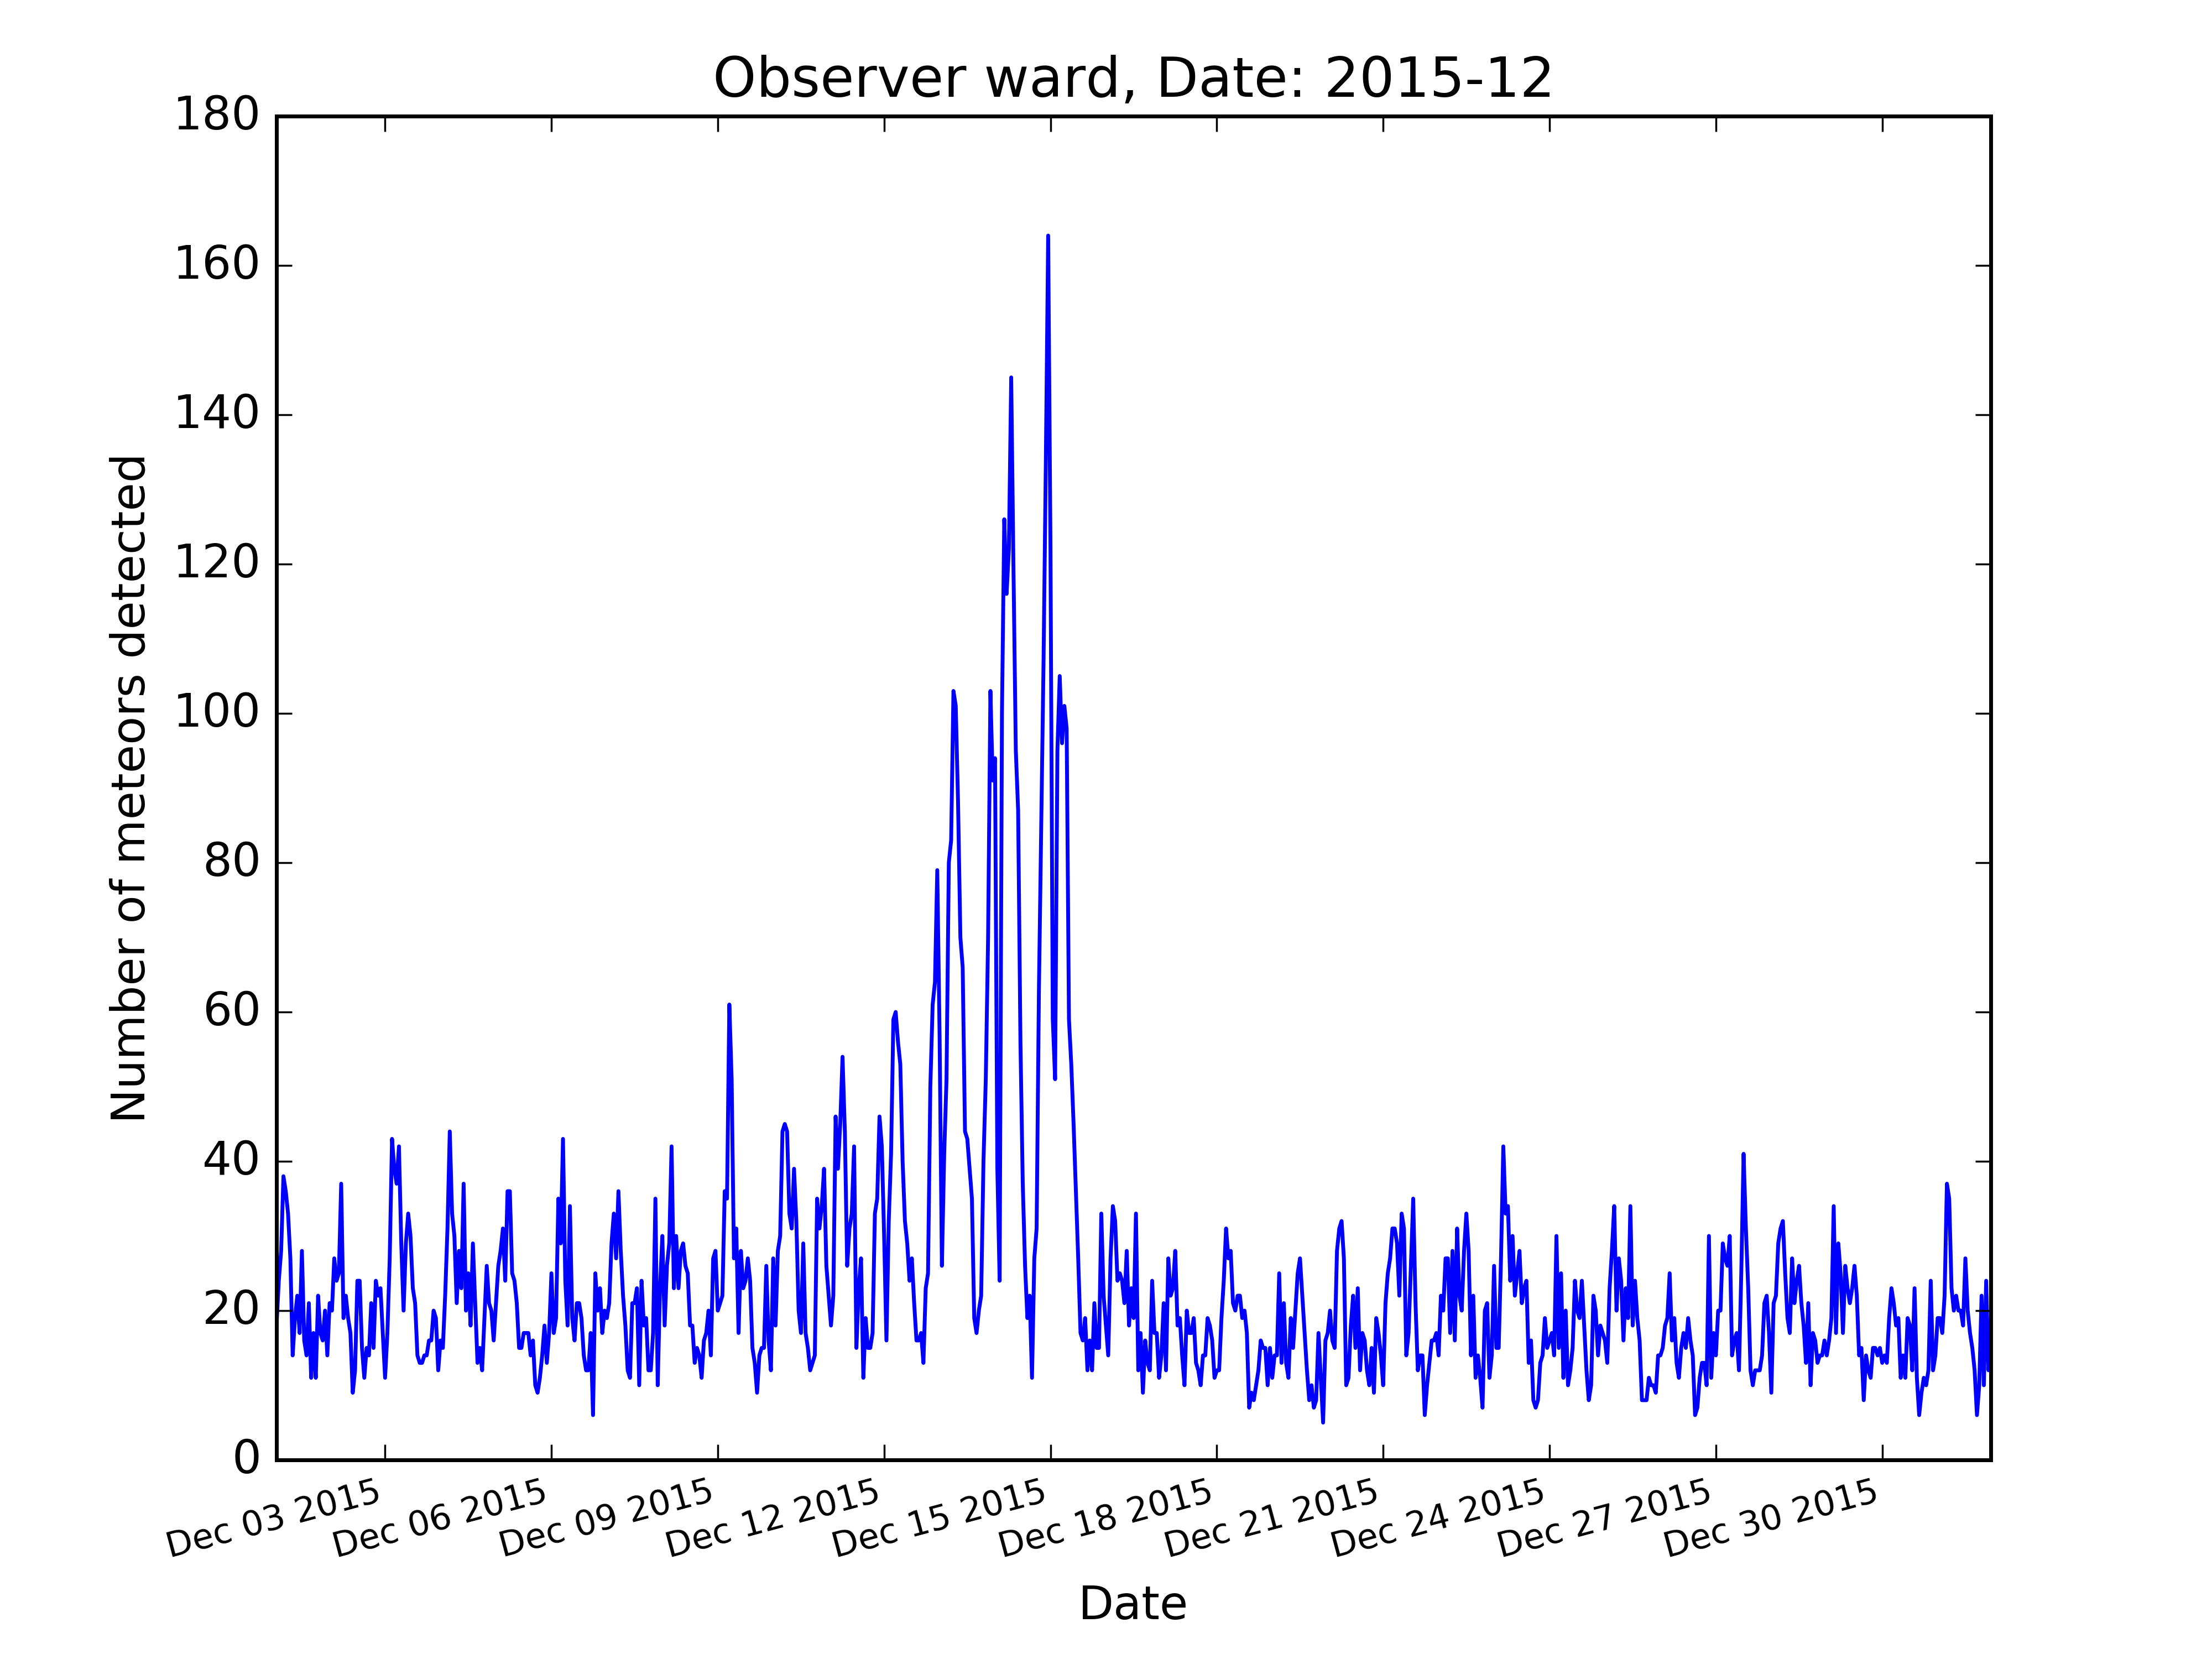 Observer ward, Date: 2015-12
180
160
140
120
100
80
60
40
20
0
Number of meteors detected
Dec 03 2015
Dec 06 2015
Dec 09 2015
Dec 12 2015
Dec 15 2015
Dec 18 2015
Dec 21 2015
Dec 24 2015
Dec 27 2015
Dec 30 2015
Date